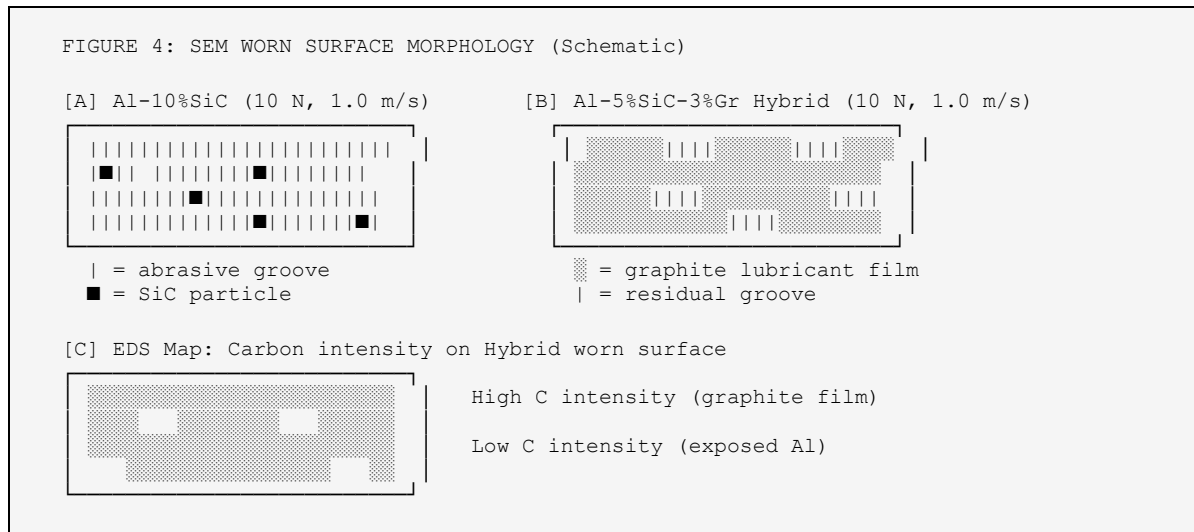 FIGURE 4: SEM WORN SURFACE MORPHOLOGY (Schematic)
[A] Al-10%SiC (10 N, 1.0 m/s) [B] Al-5%SiC-3%Gr Hybrid (10 N, 1.0 m/s)
| = abrasive groove ░ = graphite lubricant film
■ = SiC particle | = residual groove
[C] EDS Map: Carbon intensity on Hybrid worn surface
High C intensity (graphite film)
Low C intensity (exposed Al)